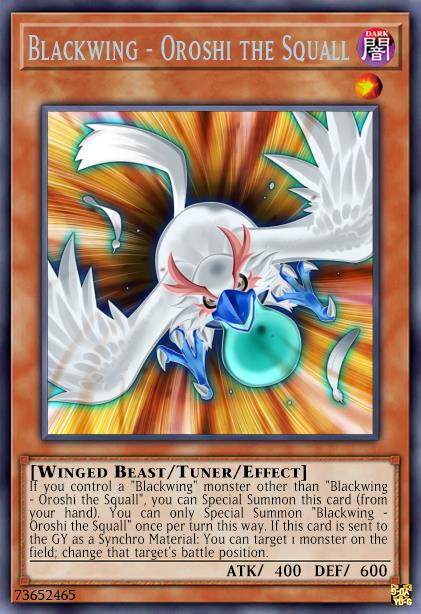 BLACKWING - OROSHI THE SQUALL
DARK
闇
[WINGED BEAST/TUNER/EFFECT]
If you control a "Blackwing" monster other than "Blackwing
- Oroshi the Squall", you can Special Summon this card (from
your hand). You can only Special Summon "Blackwing -
Oroshi the Squall" once per turn this way. If this card is sent to
the GY as a Synchro Material: You can target 1 monster on the
field; change that target's battle position.
ATK/ 400 DEF/ 600
73652465